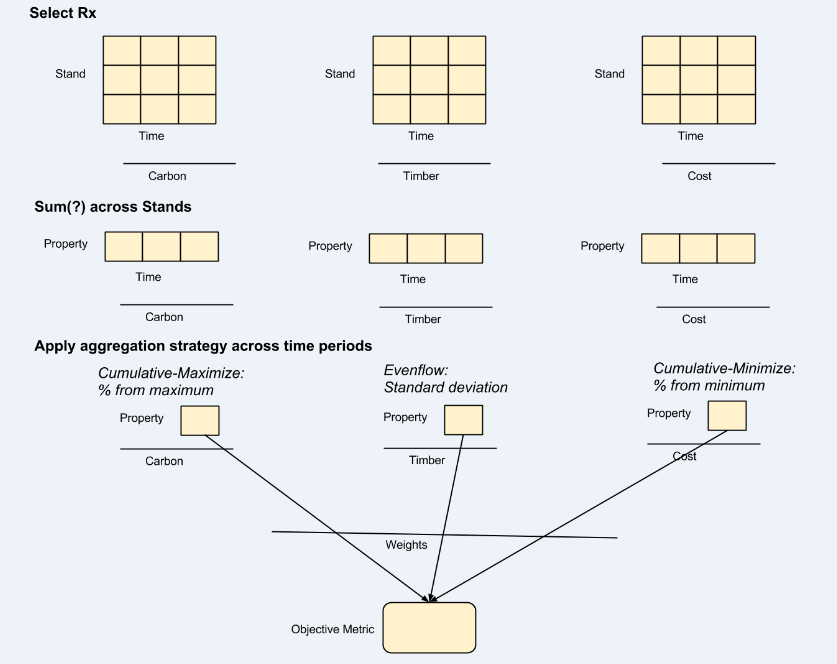 Select Rx
Stand
Stand
Stand
Time
Time
Time
Carbon
Timber
Cost
Sum(?) across Stands
Property
Property
Property
Time
Time
Time
Carbon
Timber
Cost
Apply aggregation strategy across time periods
Cumulative-Maximize:
% from maximum
Evenflow:
Standard deviation
Cumulative-Minimize:
% from minimum
Property
Property
Property
Carbon
Timber
Cost
Weights
Objective Metric